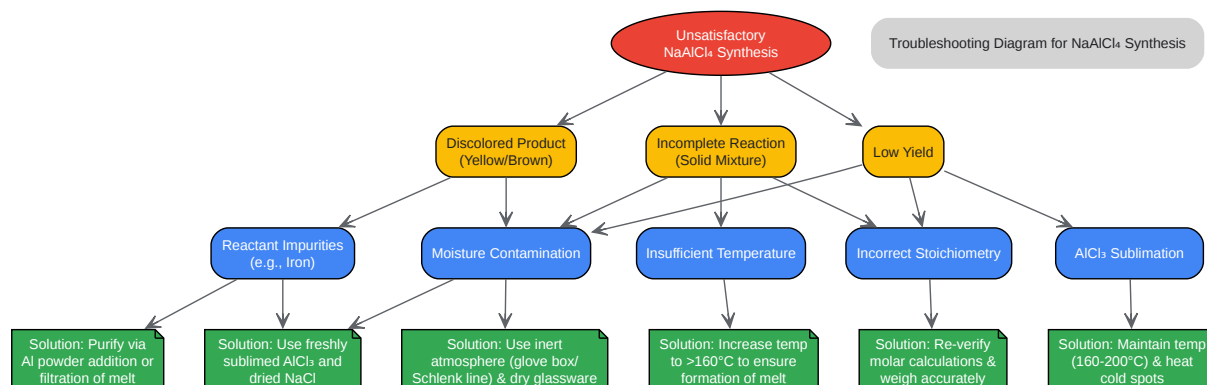 Unsatisfactory
NaAlCl₄ Synthesis
Troubleshooting Diagram for NaAlCl₄ Synthesis
Discolored Product
(Yellow/Brown)
Incomplete Reaction
(Solid Mixture)
Low Yield
Reactant Impurities
(e.g., Iron)
Moisture Contamination
Insufficient Temperature
Incorrect Stoichiometry
AlCl₃ Sublimation
Solution: Purify via
Al powder addition or
filtration of melt
Solution: Use freshly
sublimed AlCl₃ and
dried NaCl
Solution: Use inert
atmosphere (glove box/
Schlenk line) & dry glassware
Solution: Increase temp
to >160°C to ensure
formation of melt
Solution: Re-verify
molar calculations &
weigh accurately
Solution: Maintain temp
(160-200°C) & heat
cold spots